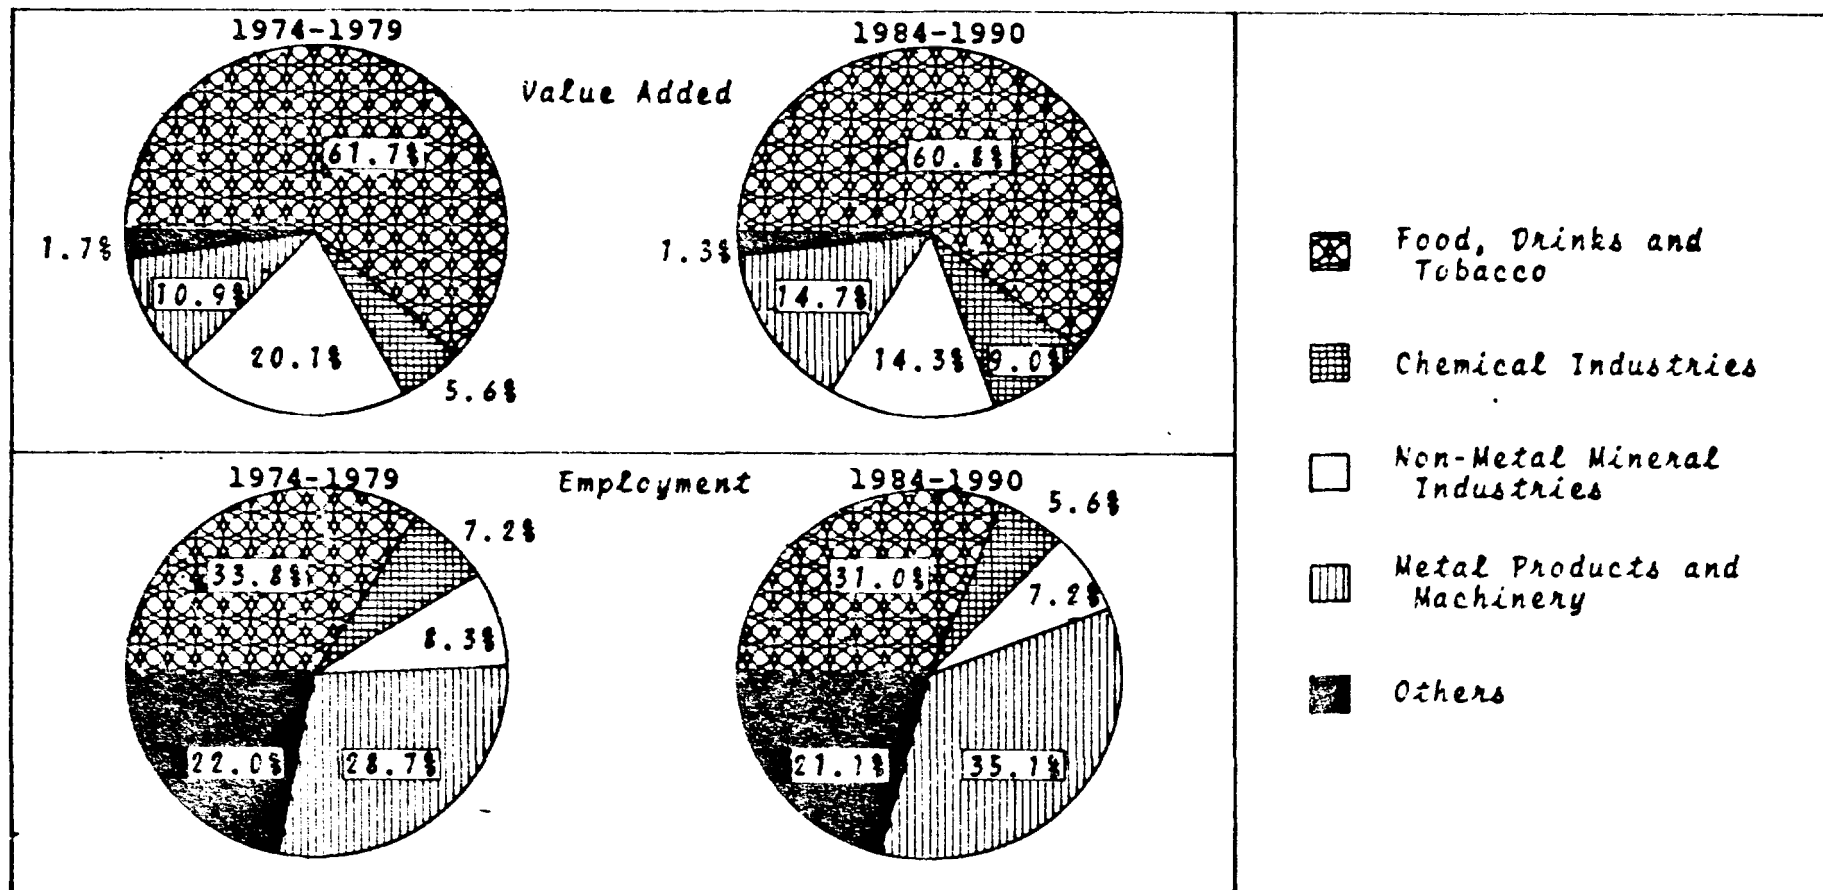 1974-1979
1984-1990
Value Added
61.7%
60.8%
1.7%
1.3%
10.9%
14.7%
20.1%
14.3%
9.0%
5.6%
1974-1979
Employment
1984-1990
7.2%
5.6%
33.8%
31.0%
8.3%
7.2%
22.0%
28.7%
21.1%
35.1%
Food, Drinks and
Tobacco
Chemical Industries
Non-Metal Mineral
Industries
Metal Products and
Machinery
Others